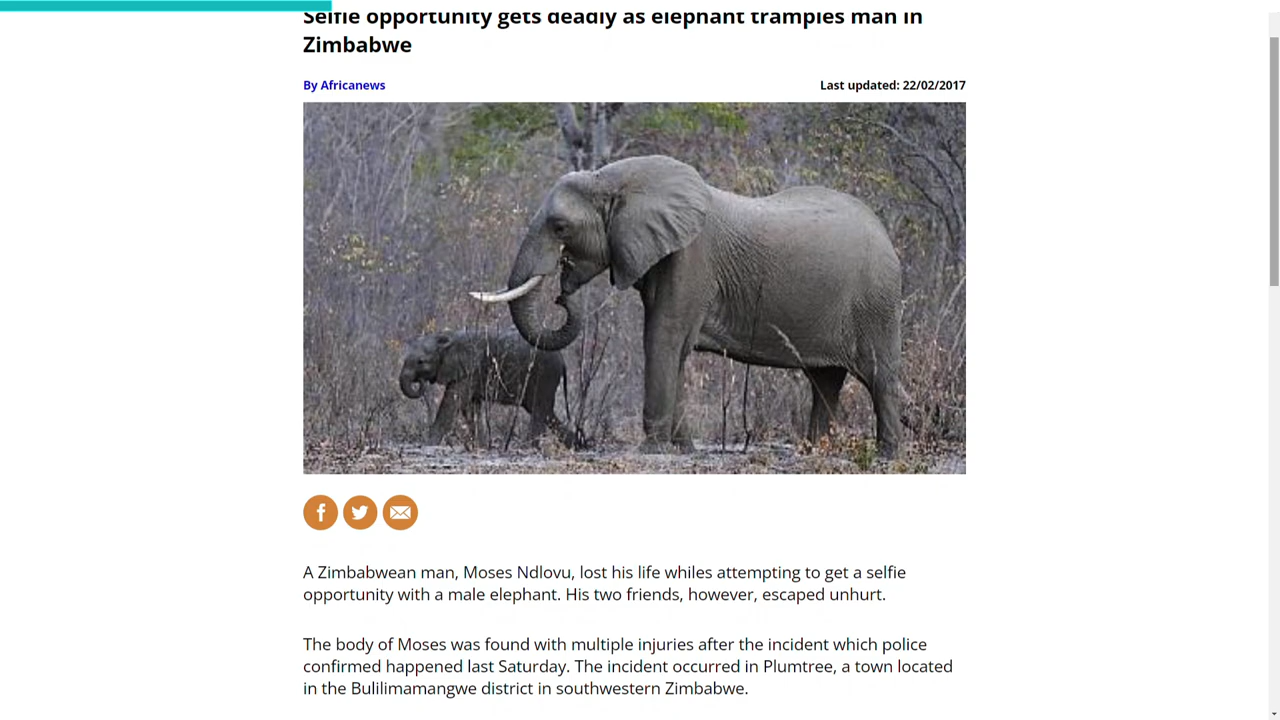 Selfie opportunity gets deadly as elephant tramples man in
Zimbabwe
By Africanews
Last updated: 22/02/2017
A Zimbabwean man, Moses Ndlovu, lost his life whiles attempting to get a selfie
opportunity with a male elephant. His two friends, however, escaped unhurt.
The body of Moses was found with multiple injuries after the incident which police
confirmed happened last Saturday. The incident occurred in Plumtree, a town located
in the Bulilimamangwe district in southwestern Zimbabwe.